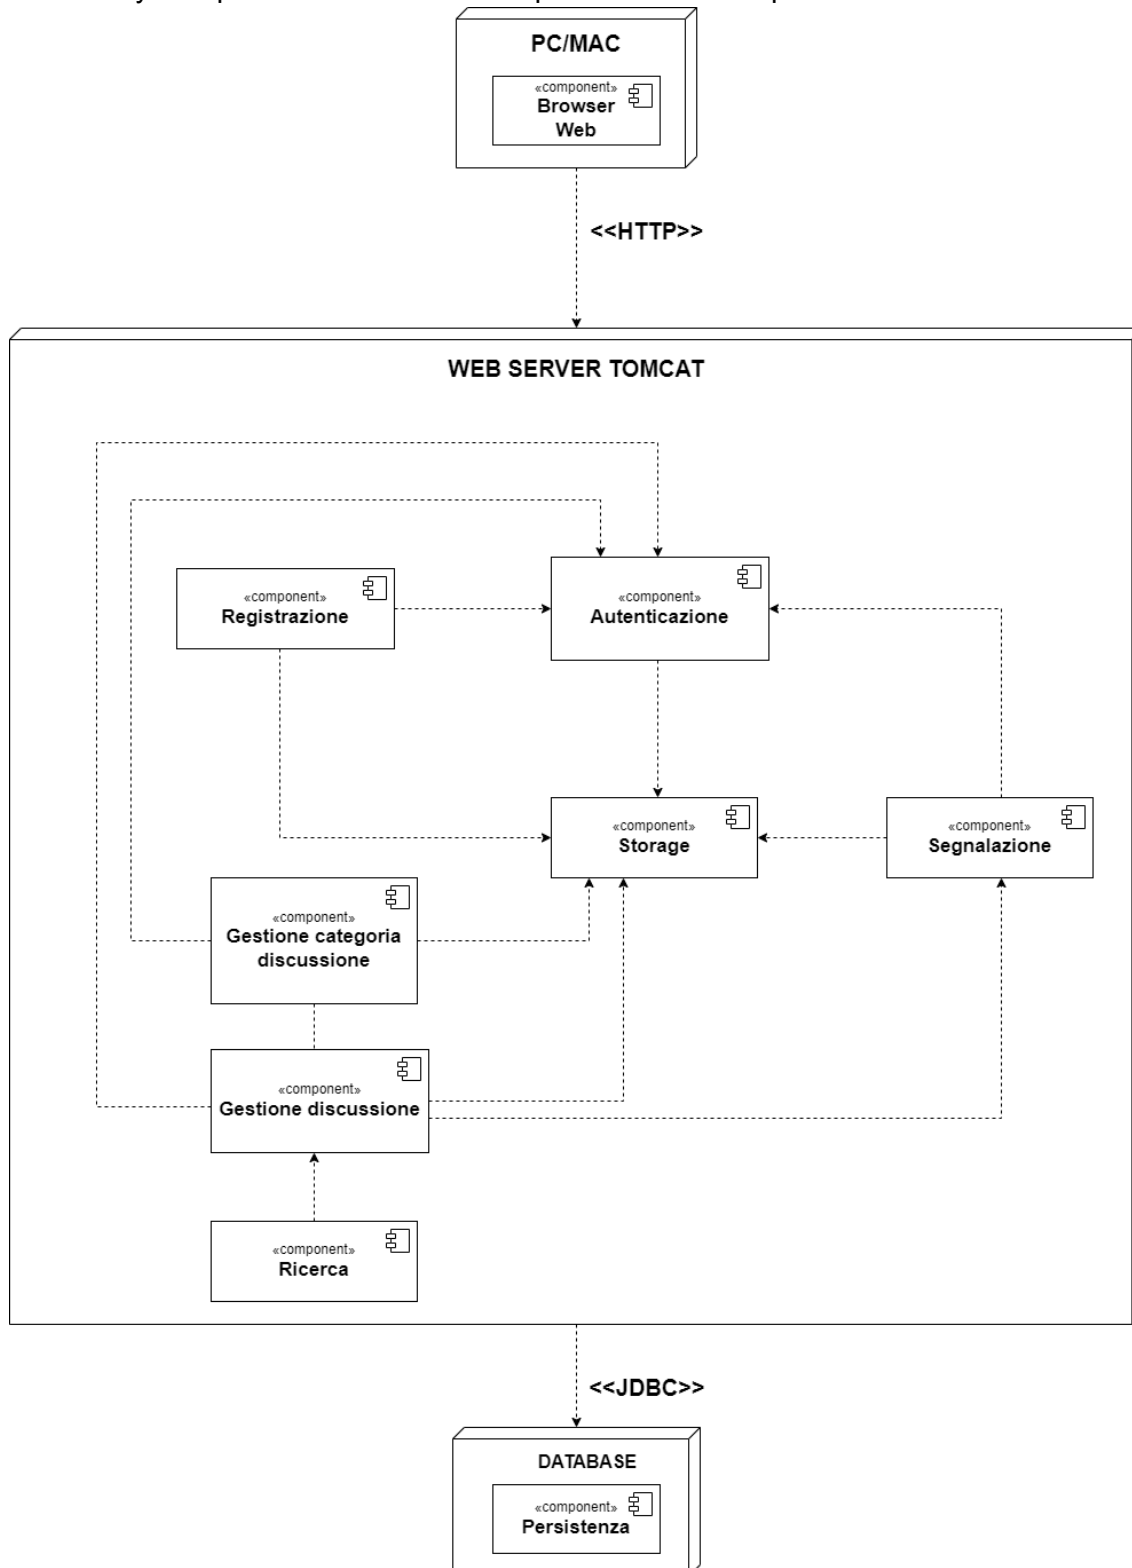 PC/MAC
«component»
Browser
Web
<<HTTP>>
WEB SERVER TOMCAT
«component»
Registrazione
«component»
Autenticazione
«component»
Storage
«component»
Segnalazione
«component»
Gestione categoria
discussione
«component»
Gestione discussione
«component»
Ricerca
<<JDBC>>
DATABASE
«component»
Persistenza